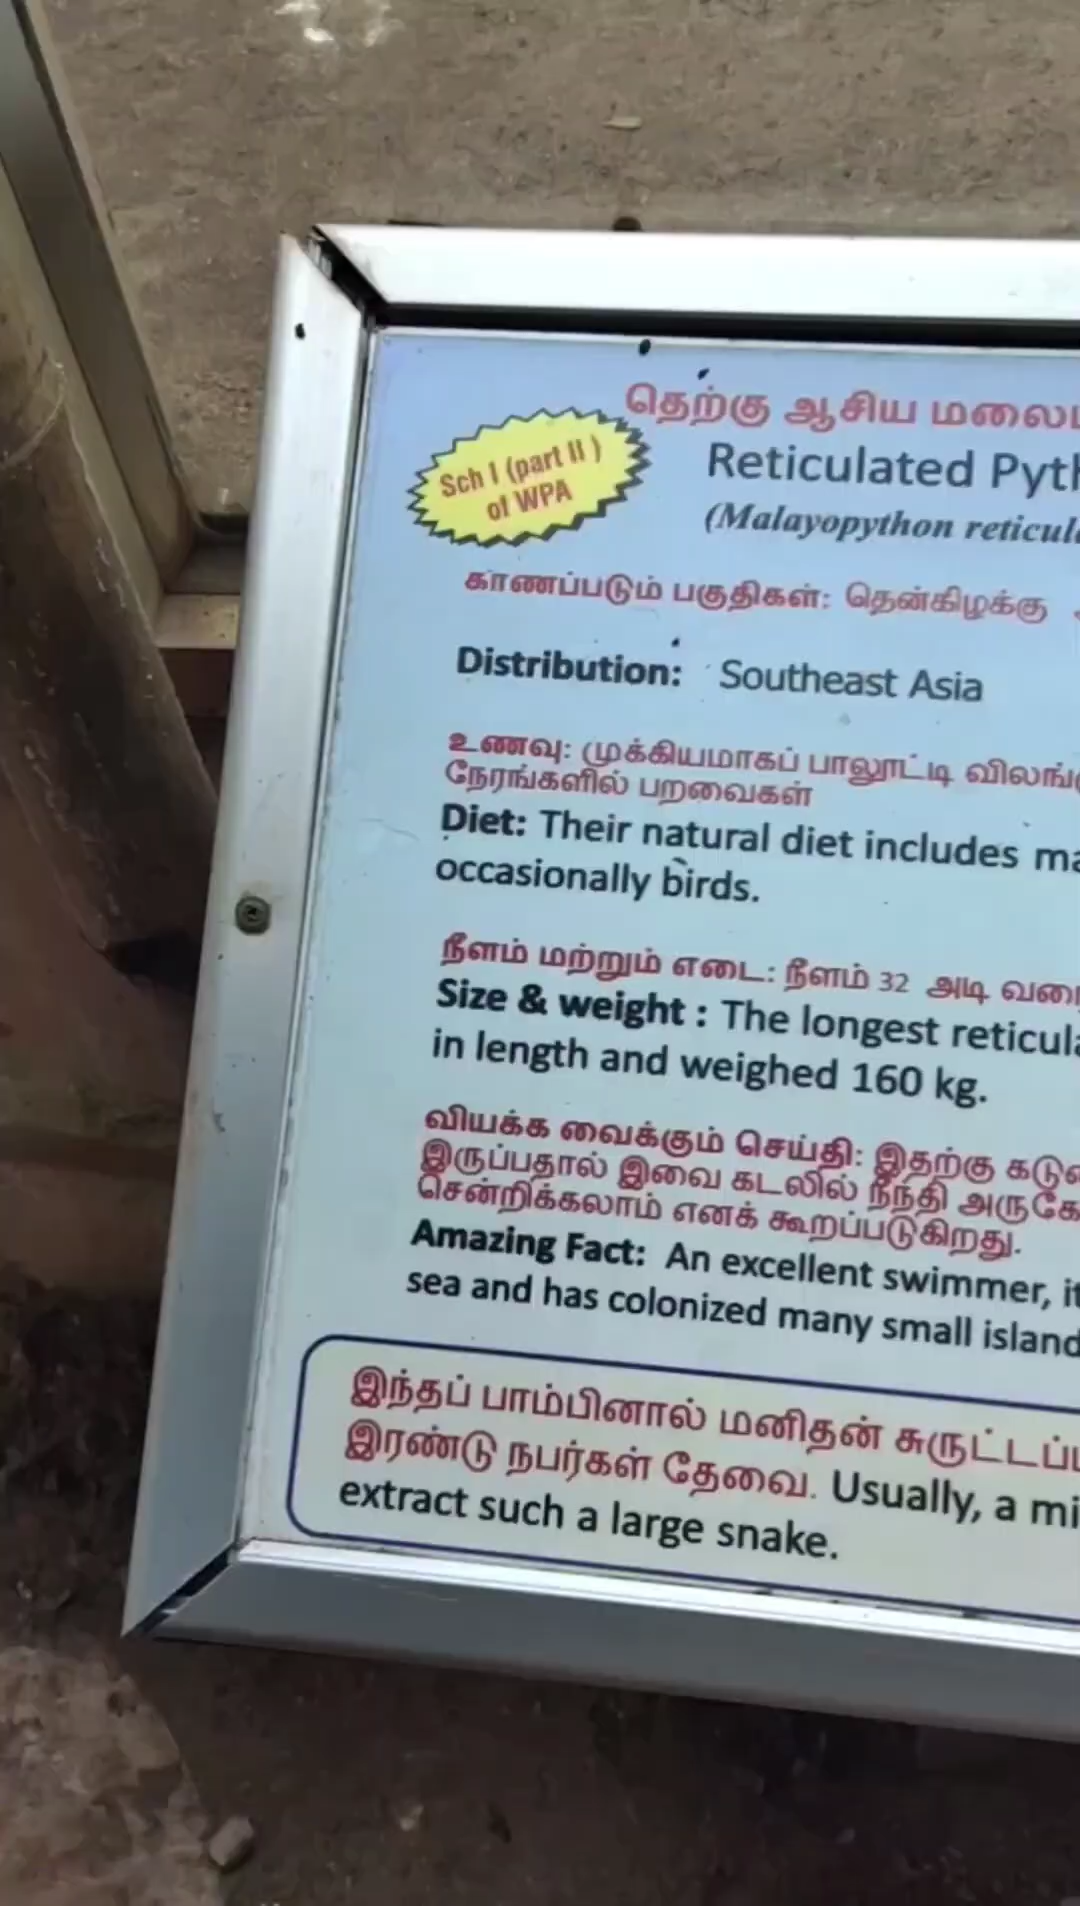 தெற்கு ஆசிய
Sch I (part II )
of WPA
Reticulated
(Malayopython
காணப்படும் பகுதிகள்: தென்கிழக்கு
Distribution: Southeast Asia
உணவு: முக்கியமாகப் பாலூட்டி
நேரங்களில் பறவைகள்
Diet: Their natural diet includes
occasionally birds.
நீளம் மற்றும் எடை: நீளம் 32 அடி
Size & weight : The longest
in length and weighed 160 kg.
வியக்க வைக்கும் செய்தி: இதற்கு
இருப்பதால் இவை கடலில் நீந்தி
சென்றிக்கலாம் எனக் கூறப்படுகிறது.
Amazing Fact: An excellent swimmer,
sea and has colonized many small
இந்தப் பாம்பினால் மனிதன்
இரண்டு நபர்கள் தேவை. Usually, a
extract such a large snake.